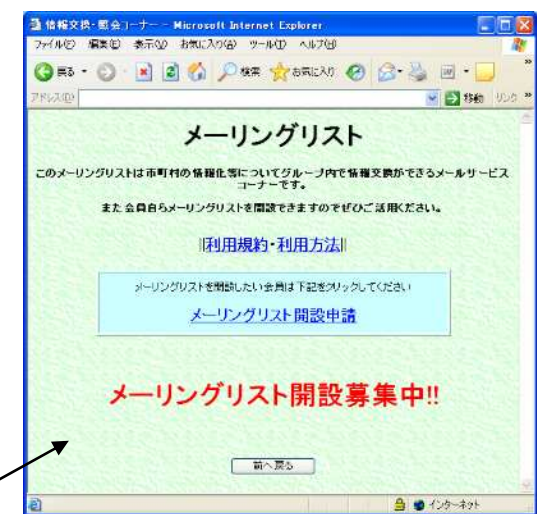 情報交換・照会コーナー - Microsoft Internet Explorer
ファイル(F) 編集(E) 表示(V) お気に入り(A) ツール(T) ヘルプ(H)
戻る 検索 お気に入り
アドレス(D) 移動 リンク
メーリングリスト
このメーリングリストは市町村の情報化等についてグループ内で情報交換ができるメールサービス
コーナーです。
また会員自らメーリングリストを開設できますのでぜひご活用ください。
||利用規約・利用方法||
メーリングリストを開設したい会員は下記をクリックしてください
メーリングリスト開設申請
メーリングリスト開設募集中!!
前へ戻る
インターネット